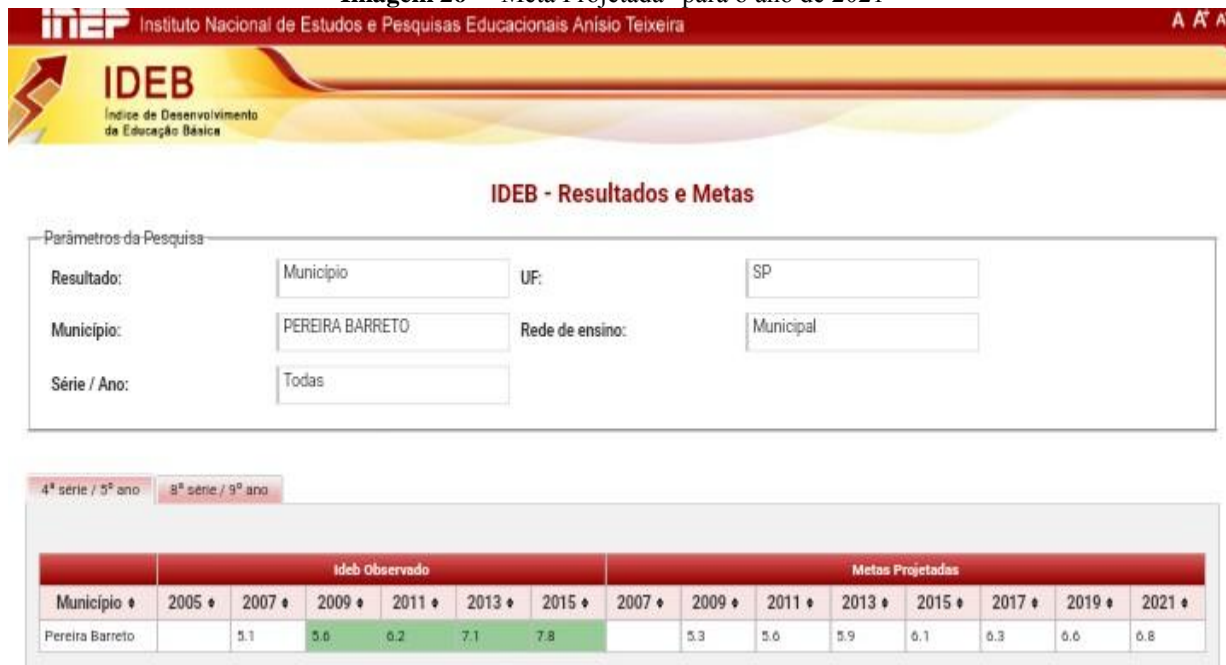 Imagem 20 – "Meta Projetada" para o ano de 2021
INEP Instituto Nacional de Estudos e Pesquisas Educacionais Anísio Teixeira A A+ A
IDEB
Índice de Desenvolvimento
da Educação Básica
IDEB - Resultados e Metas
Parâmetros da Pesquisa
Resultado: Município UF: SP
Município: PEREIRA BARRETO Rede de ensino: Municipal
Série / Ano: Todas
4ª série / 5º ano 8ª série / 9º ano
Ideb Observado Metas Projetadas
Município 2005 2007 2009 2011 2013 2015 2007 2009 2011 2013 2015 2017 2019 2021
Pereira Barreto 5.1 5.6 6.2 7.1 7.8 5.3 5.6 5.9 6.1 6.3 6.6 6.8